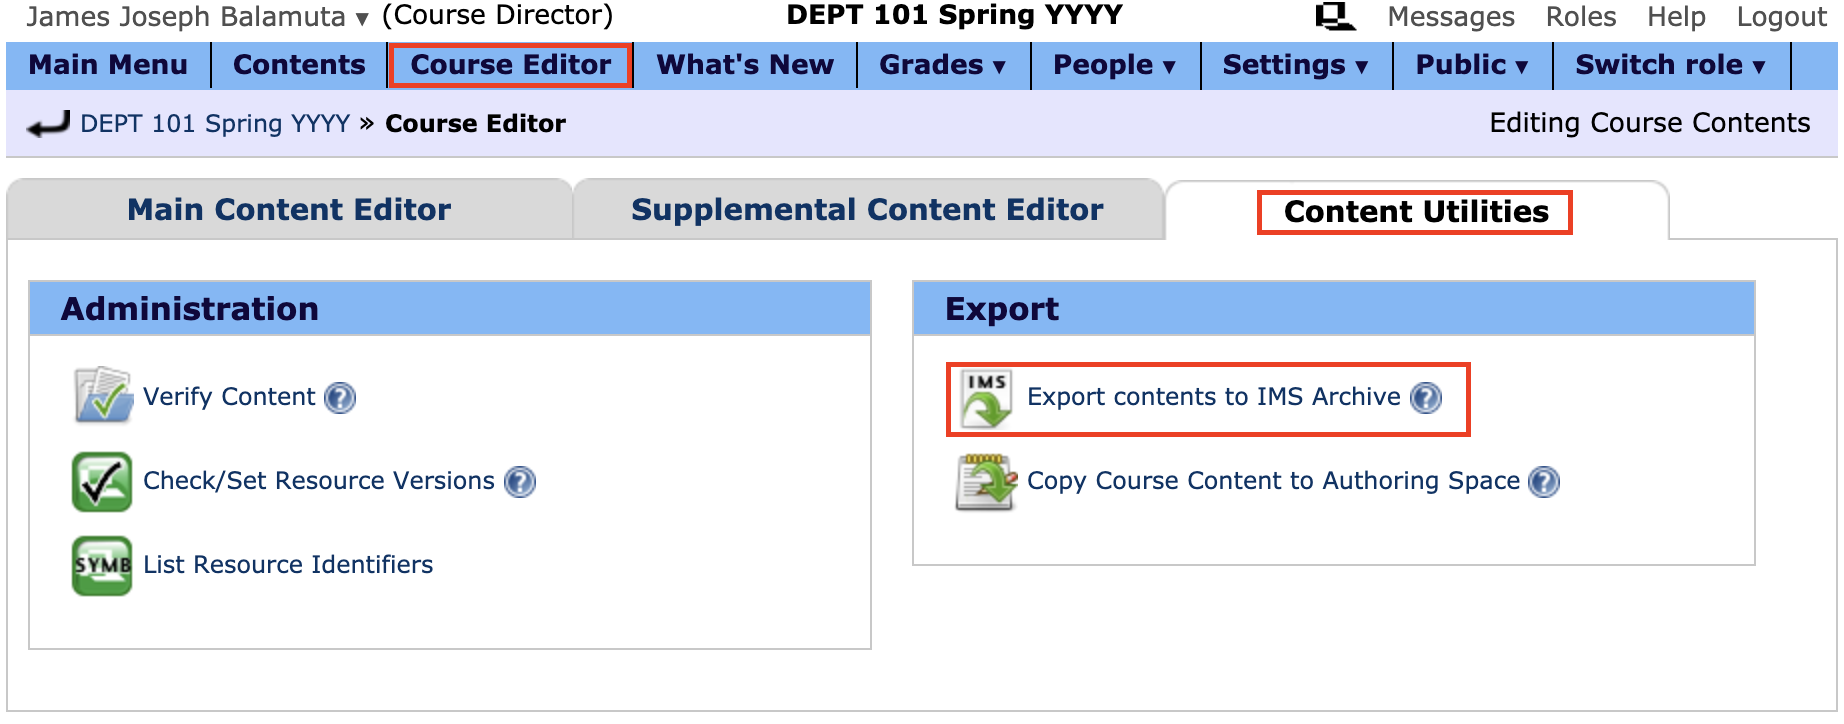 James Joseph Balamuta ▾ (Course Director) DEPT 101 Spring YYYY Messages Roles Help Logout
Main Menu Contents Course Editor What's New Grades ▾ People ▾ Settings ▾ Public ▾ Switch role ▾
DEPT 101 Spring YYYY » Course Editor Editing Course Contents
Main Content Editor Supplemental Content Editor Content Utilities
Administration
Verify Content ?
Check/Set Resource Versions ?
SYMB List Resource Identifiers
Export
IMS Export contents to IMS Archive ?
Copy Course Content to Authoring Space ?